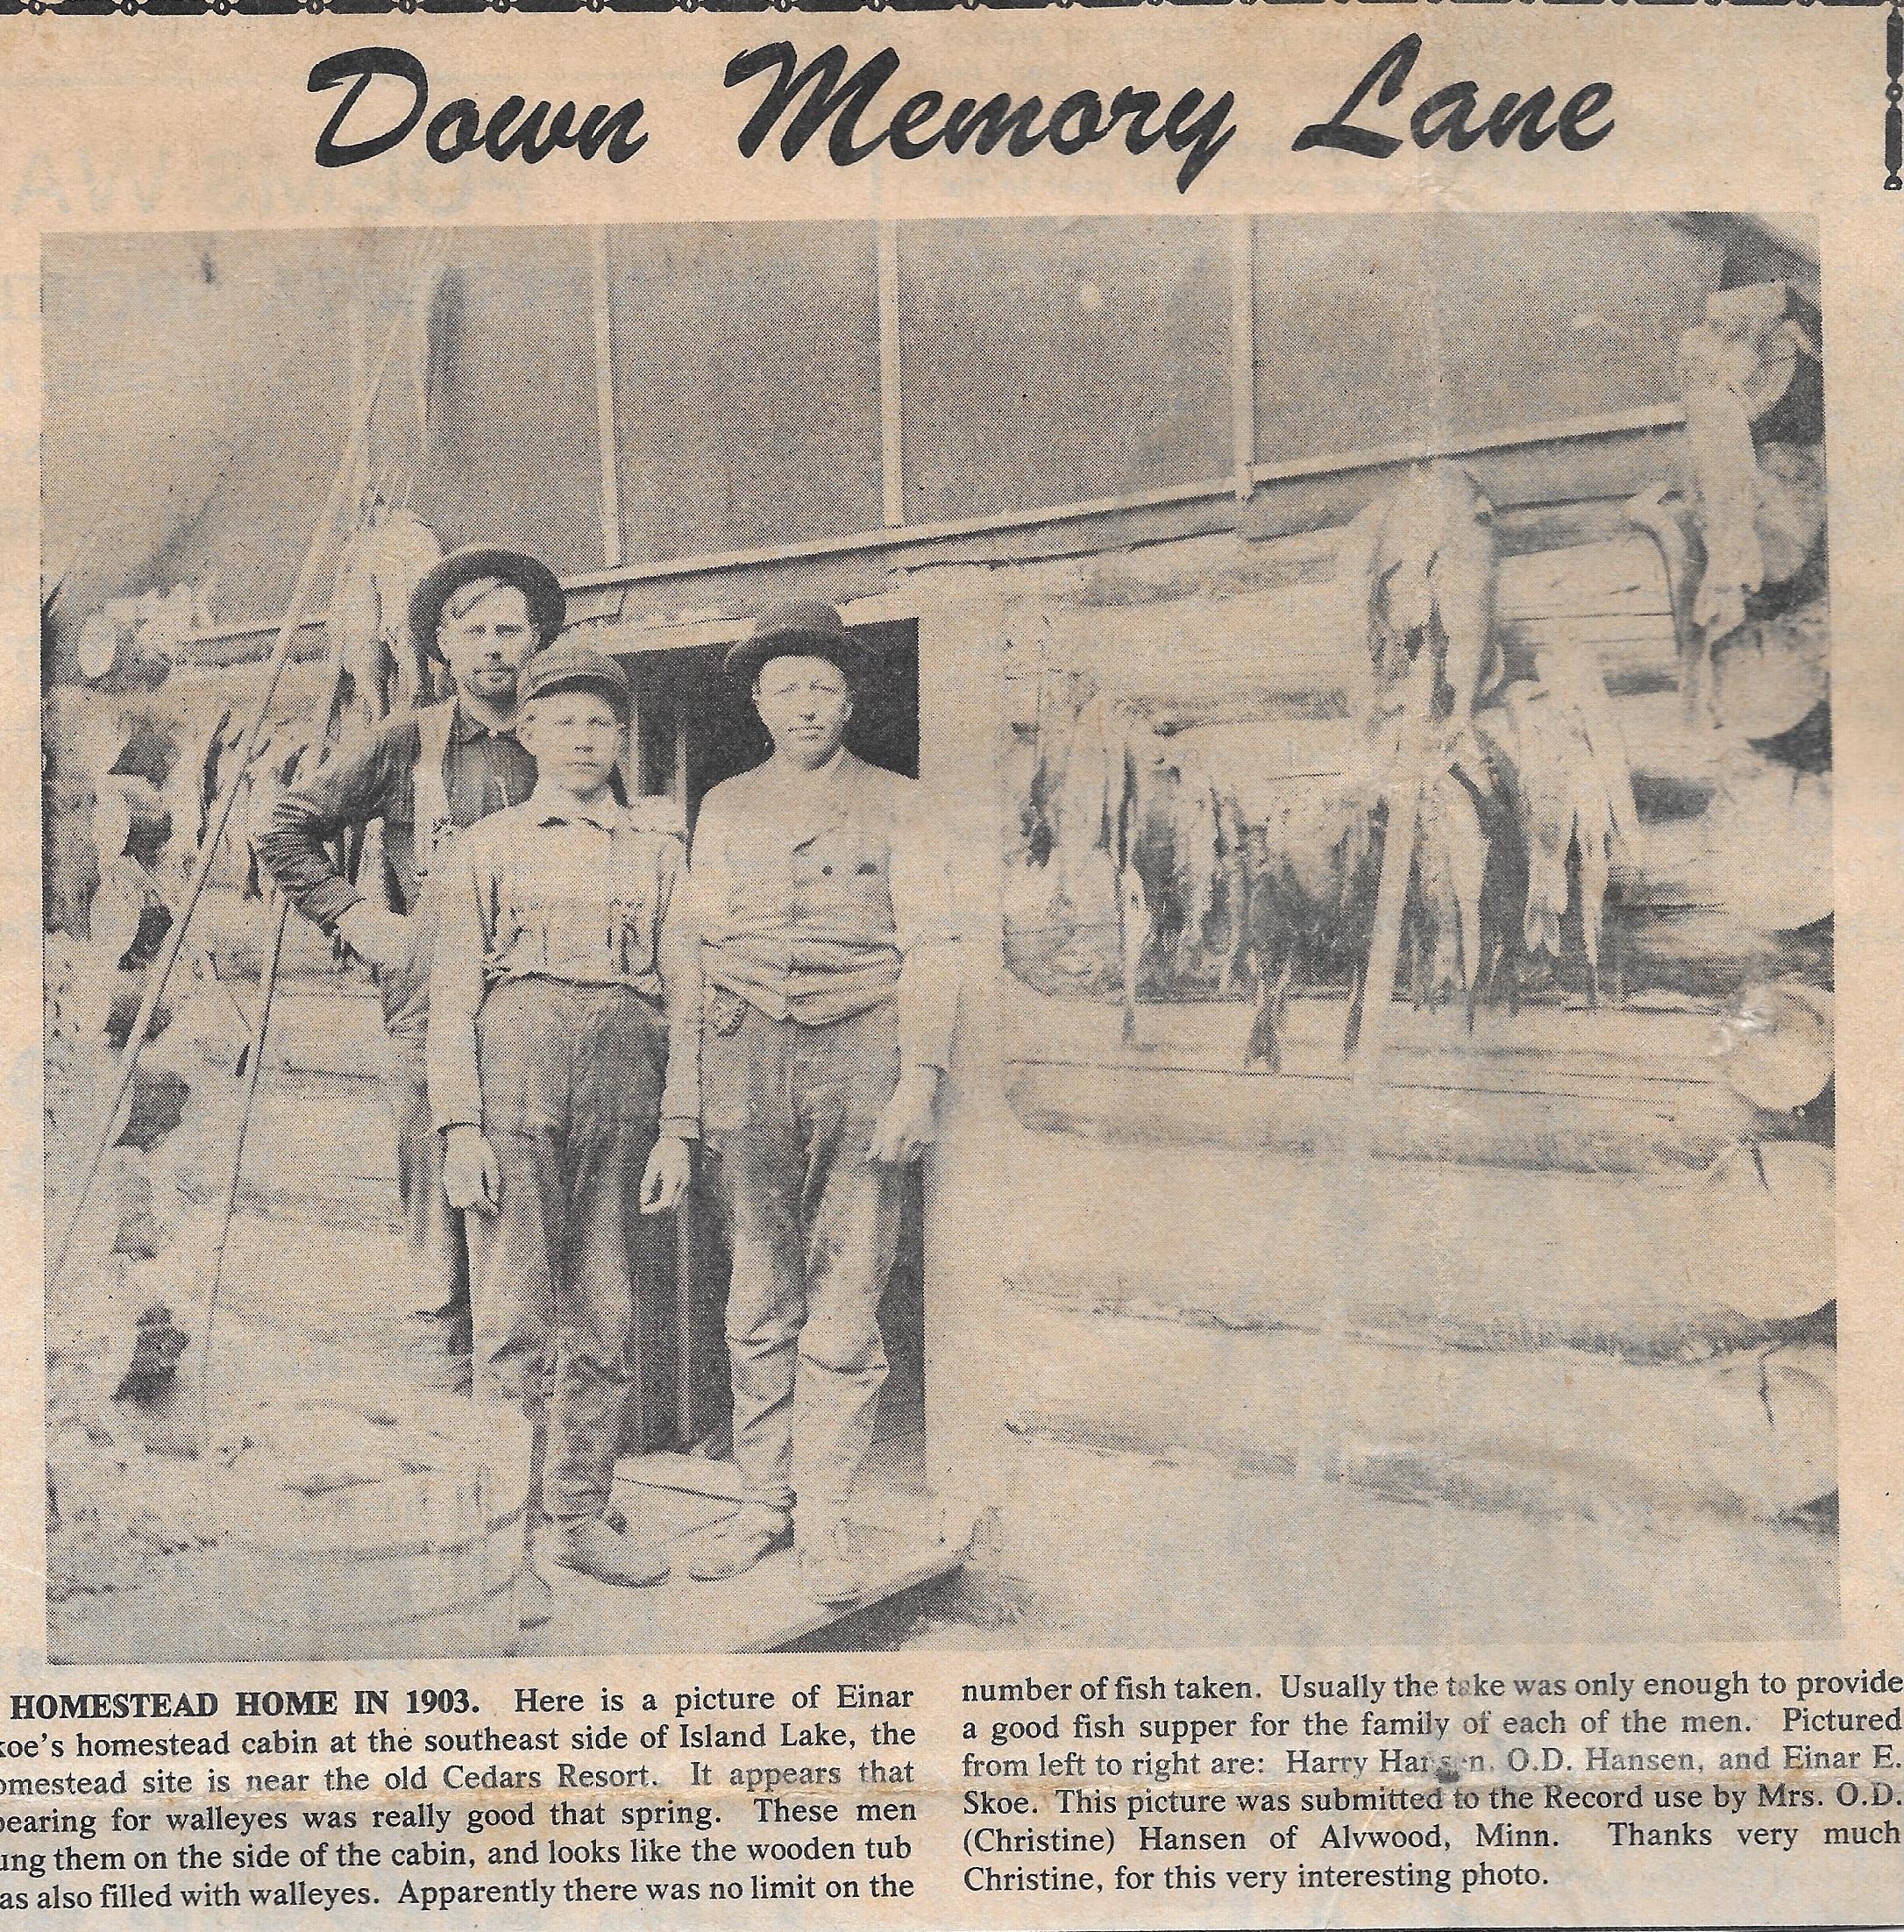 Down Memory Lane
HOMESTEAD HOME IN 1903. Here is a picture of Einar
koe's homestead cabin at the southeast side of Island Lake, the
omestead site is near the old Cedars Resort. It appears that
pearing for walleyes was really good that spring. These men
ung them on the side of the cabin, and looks like the wooden tub
as also filled with walleyes. Apparently there was no limit on the
number of fish taken. Usually the take was only enough to provide
a good fish supper for the family of each of the men. Pictured
from left to right are: Harry Hansen, O.D. Hansen, and Einar E.
Skoe. This picture was submitted to the Record use by Mrs. O.D.
(Christine) Hansen of Alvwood, Minn. Thanks very much
Christine, for this very interesting photo.